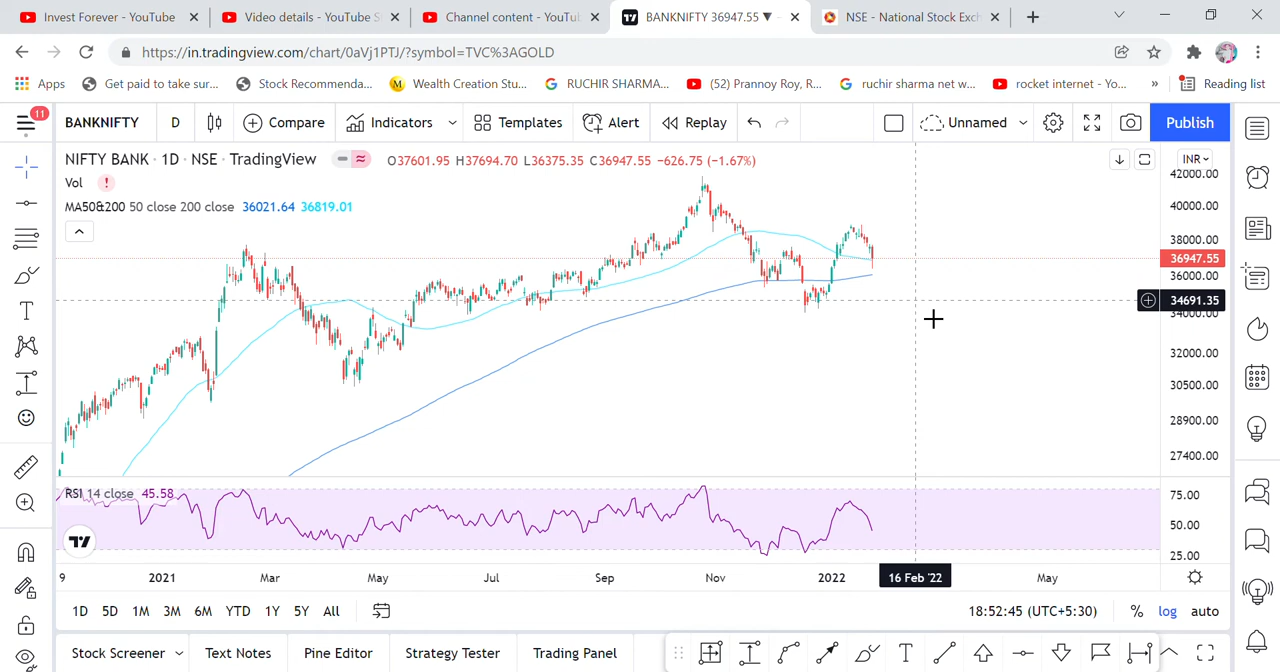 Invest Forever - YouTube
Video details - YouTube S
Channel content - YouTu
BANKNIFTY 36947.55 ▼
NSE - National Stock Exch
https://in.tradingview.com/chart/0aVj1PTJ/?symbol=TVC%3AGOLD
Apps
Get paid to take sur...
Stock Recommenda...
Wealth Creation Stu...
RUCHIR SHARMA...
(52) Prannoy Roy, R...
ruchir sharma net w...
rocket internet - Yo...
»
Reading list
11
BANKNIFTY
D
Compare
Indicators
Templates
Alert
Replay
Unnamed
Publish
NIFTY BANK · 1D · NSE · TradingView
O37601.95 H37694.70 L36375.35 C36947.55 −626.75 (−1.67%)
INR
Vol
MA50&200 50 close 200 close 36021.64 36819.01
42000.00
40000.00
38000.00
36947.55
36000.00
34691.35
34000.00
32000.00
30500.00
28900.00
27400.00
RSI 14 close 45.58
75.00
50.00
25.00
9
2021
Mar
May
Jul
Sep
Nov
2022
16 Feb '22
May
1D 5D 1M 3M 6M YTD 1Y 5Y All
18:52:45 (UTC+5:30)
% log auto
Stock Screener
Text Notes
Pine Editor
Strategy Tester
Trading Panel